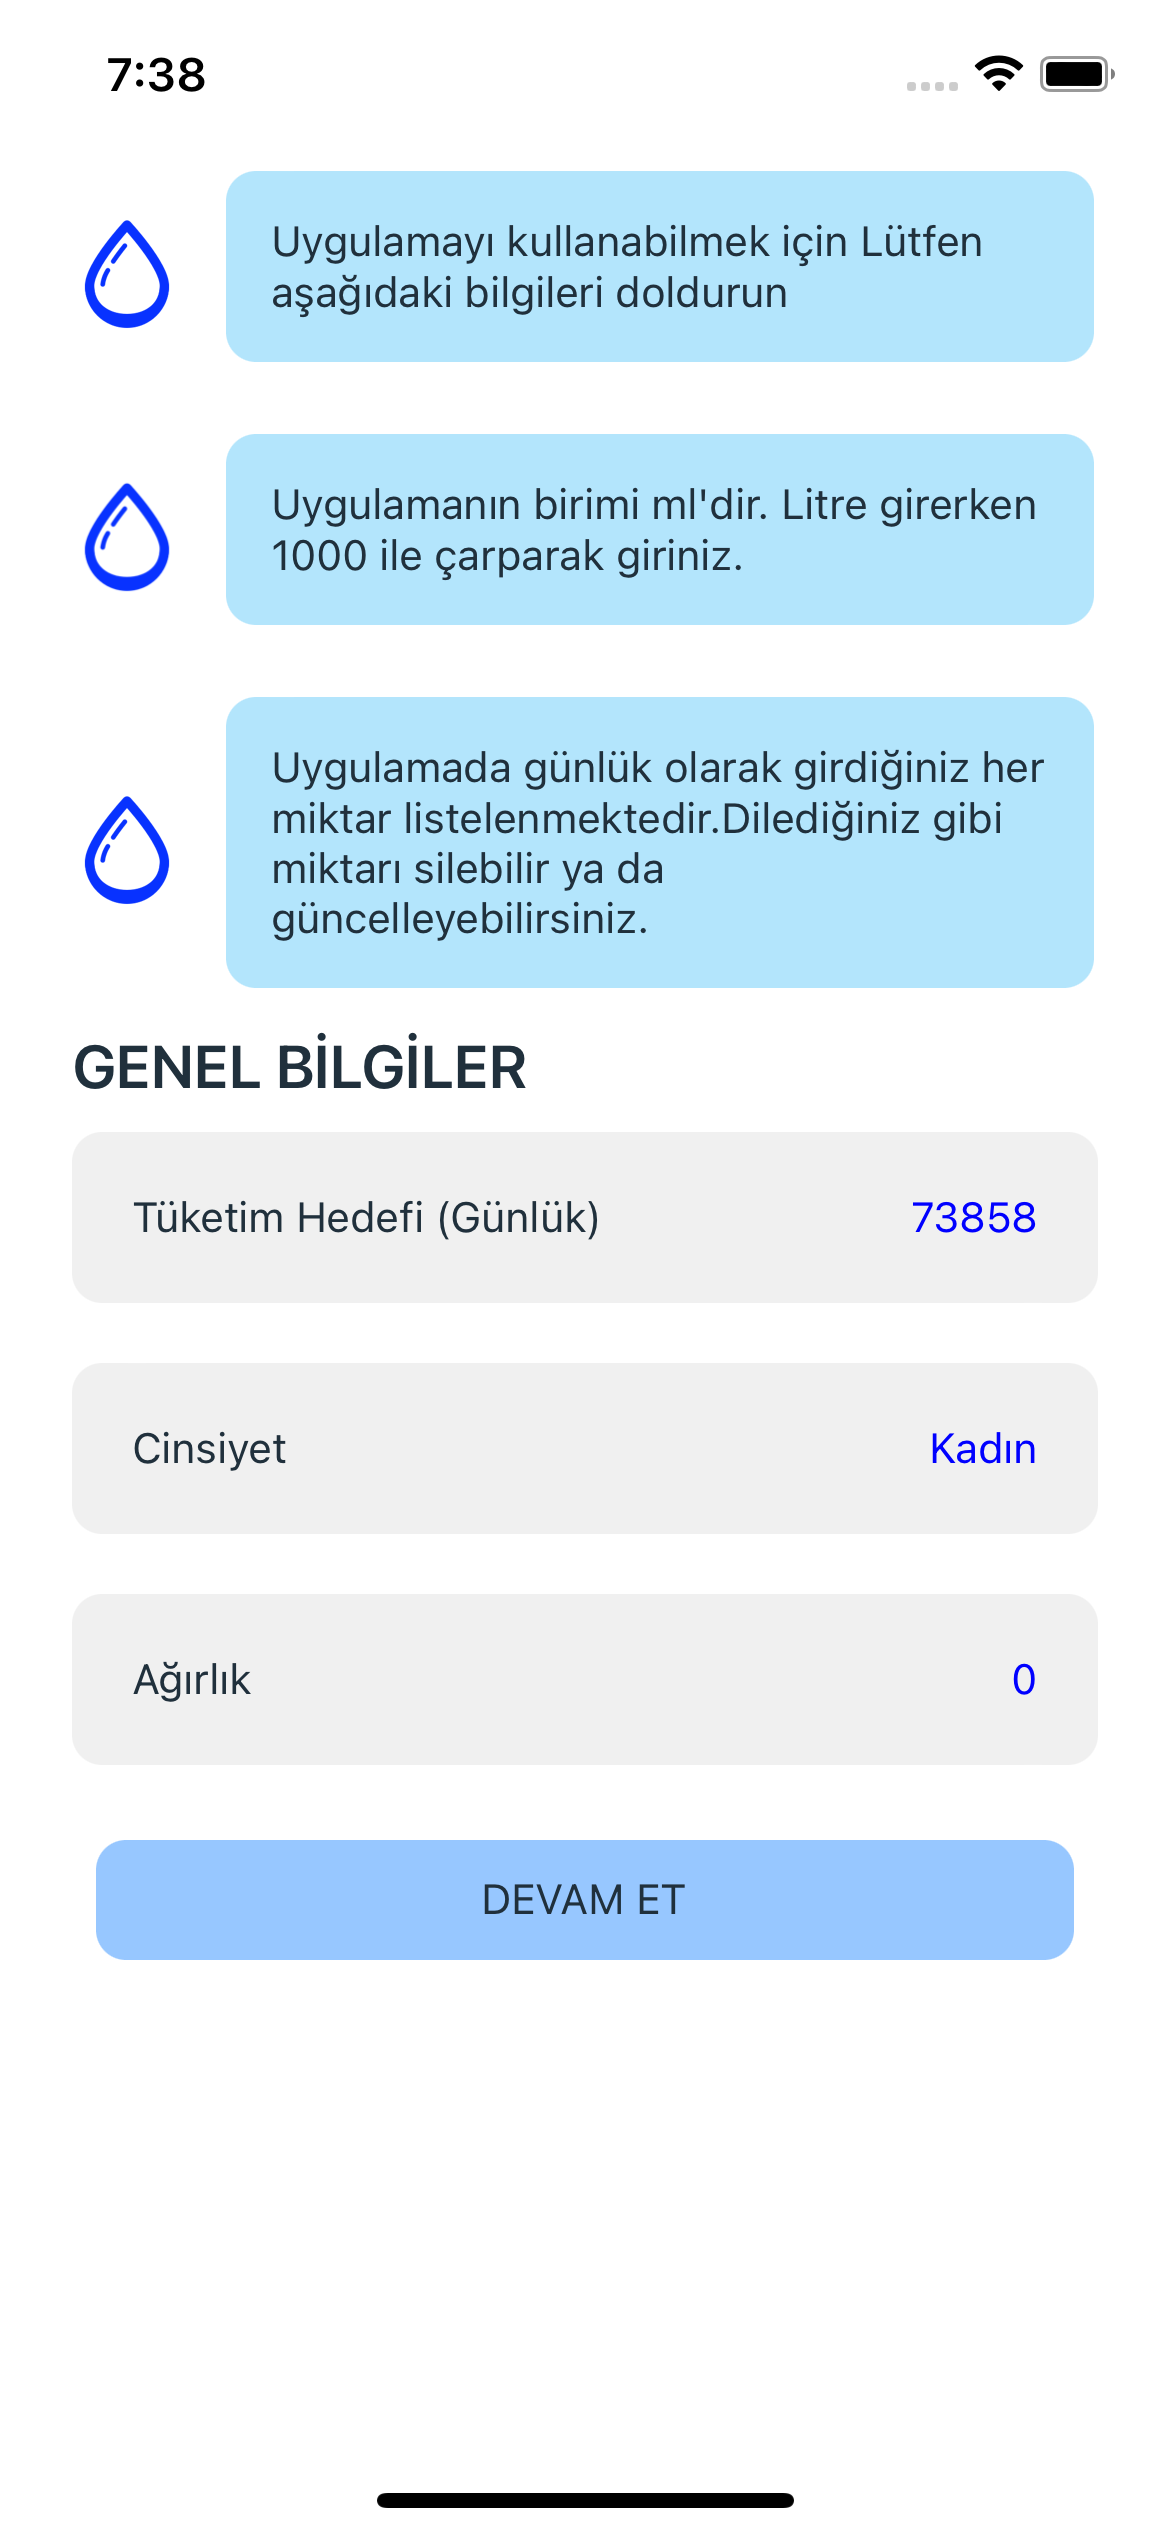 7:38
Uygulamayı kullanabilmek için Lütfen
aşağıdaki bilgileri doldurun
Uygulamanın birimi ml'dir. Litre girerken
1000 ile çarparak giriniz.
Uygulamada günlük olarak girdiğiniz her
miktar listelenmektedir.Dilediğiniz gibi
miktarı silebilir ya da
güncelleyebilirsiniz.
GENEL BİLGİLER
Tüketim Hedefi (Günlük) 73858
Cinsiyet Kadın
Ağırlık 0
DEVAM ET